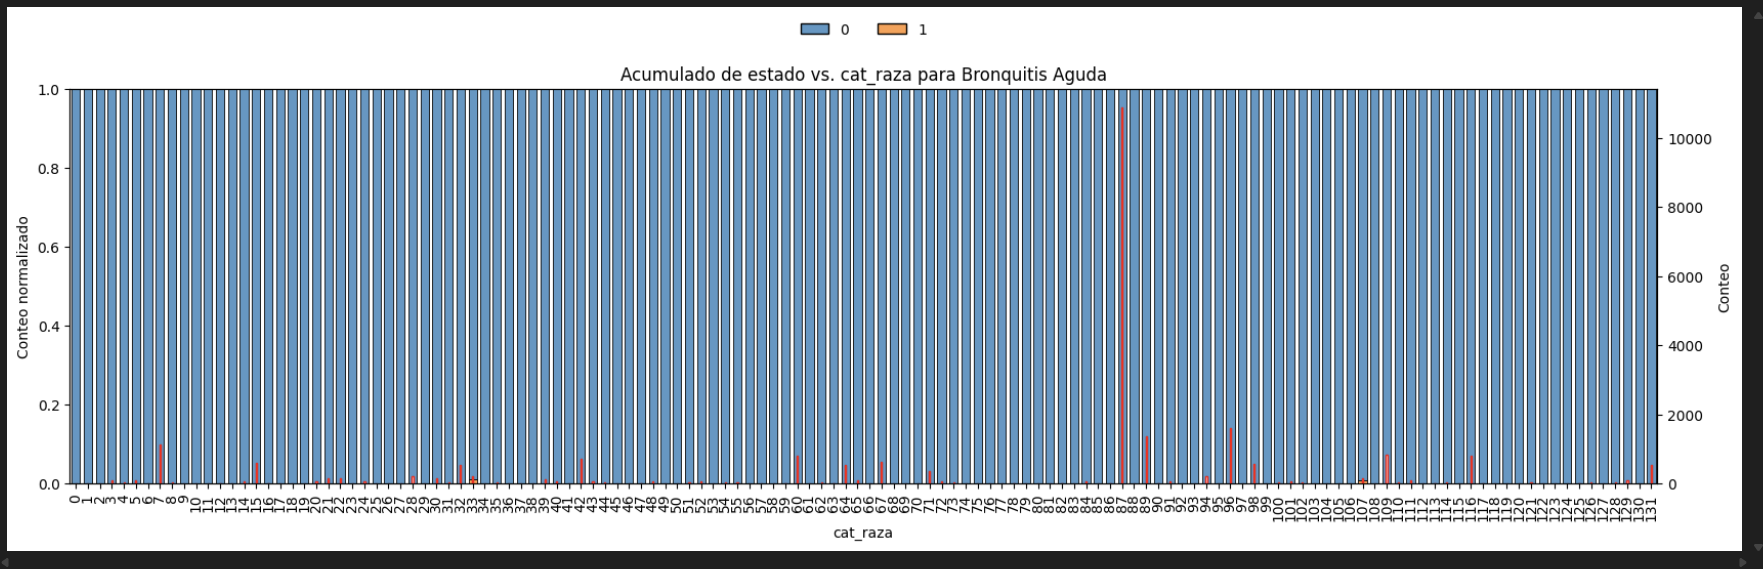 0 1
Acumulado de estado vs. cat_raza para Bronquitis Aguda
1.0
0.8
0.6
0.4
0.2
0.0
Conteo normalizado
10000
8000
6000
4000
2000
0
Conteo
0 1 2 3 4 5 6 7 8 9 10 11 12 13 14 15 16 17 18 19 20 21 22 23 24 25 26 27 28 29 30 31 32 33 34 35 36 37 38 39 40 41 42 43 44 45 46 47 48 49 50 51 52 53 54 55 56 57 58 59 60 61 62 63 64 65 66 67 68 69 70 71 72 73 74 75 76 77 78 79 80 81 82 83 84 85 86 87 88 89 90 91 92 93 94 95 96 97 98 99 100 101 102 103 104 105 106 107 108 109 110 111 112 113 114 115 116 117 118 119 120 121 122 123 124 125 126 127 128 129 130 131
cat_raza